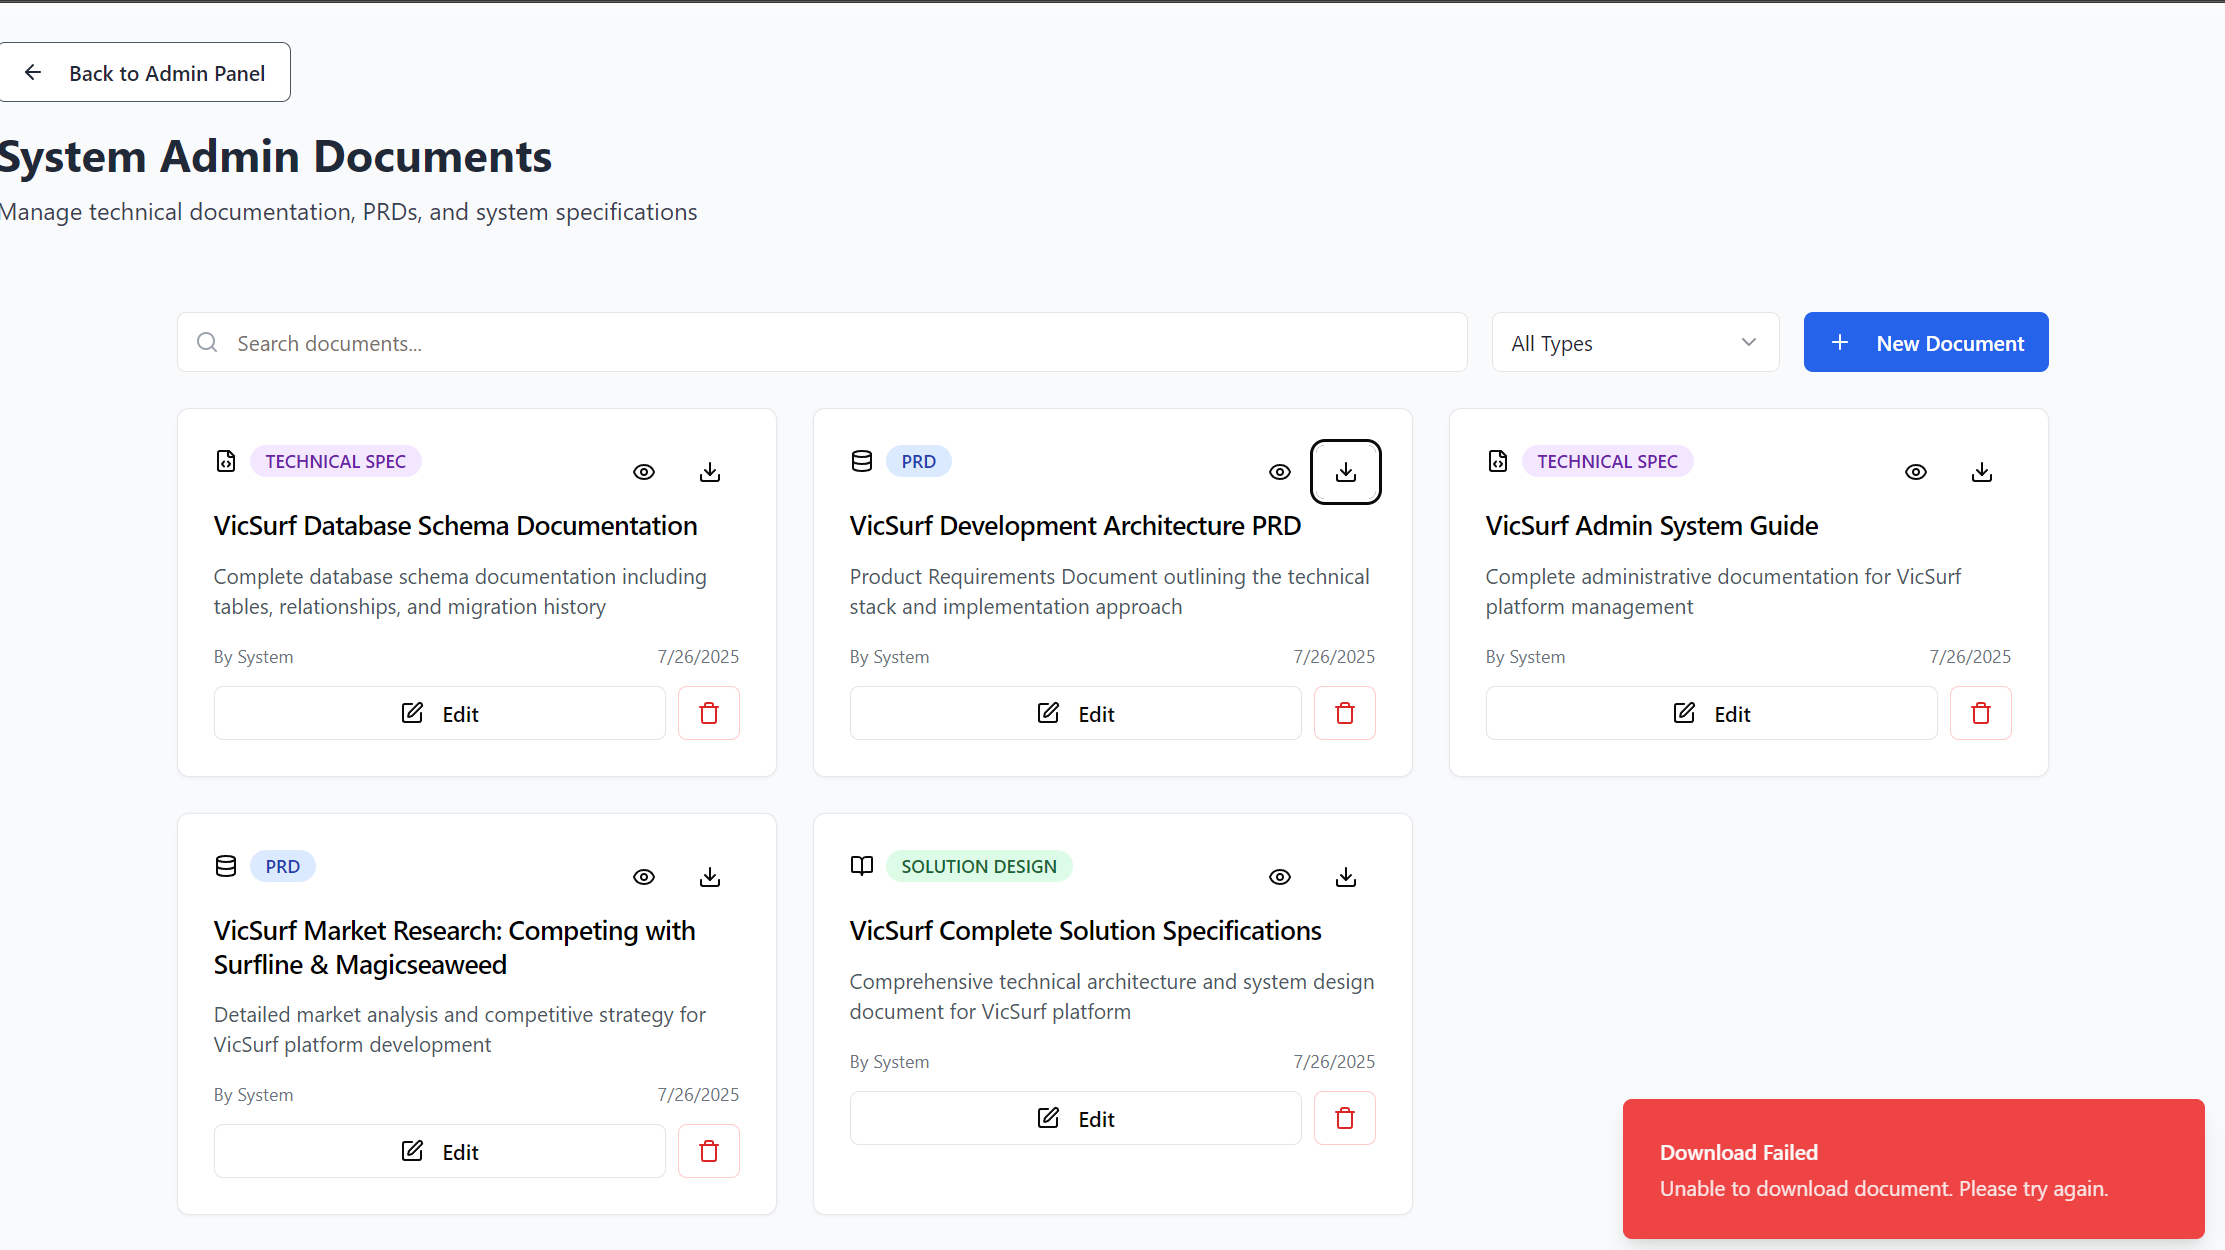 Back to Admin Panel
System Admin Documents
Manage technical documentation, PRDs, and system specifications
Search documents...
All Types
New Document
TECHNICAL SPEC
VicSurf Database Schema Documentation
Complete database schema documentation including
tables, relationships, and migration history
By System
7/26/2025
Edit
PRD
VicSurf Development Architecture PRD
Product Requirements Document outlining the technical
stack and implementation approach
By System
7/26/2025
Edit
TECHNICAL SPEC
VicSurf Admin System Guide
Complete administrative documentation for VicSurf
platform management
By System
7/26/2025
Edit
PRD
VicSurf Market Research: Competing with
Surfline & Magicseaweed
Detailed market analysis and competitive strategy for
VicSurf platform development
By System
7/26/2025
Edit
SOLUTION DESIGN
VicSurf Complete Solution Specifications
Comprehensive technical architecture and system design
document for VicSurf platform
By System
7/26/2025
Edit
Download Failed
Unable to download document. Please try again.